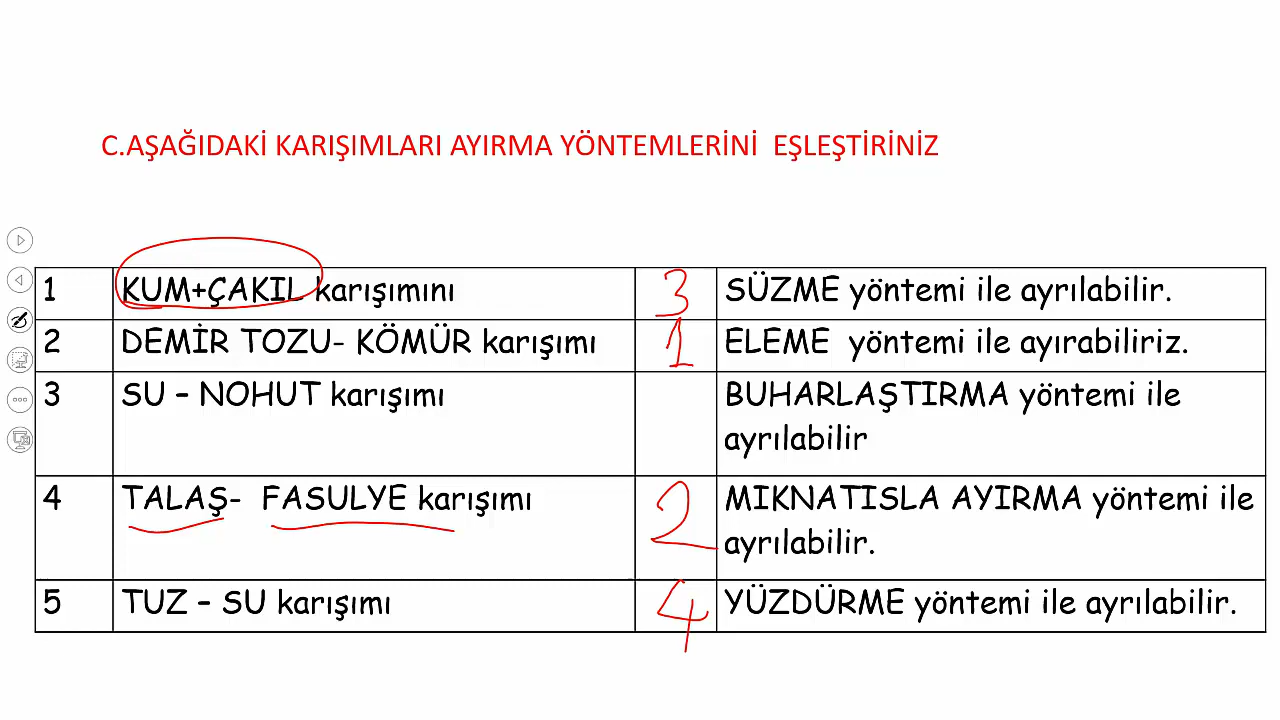 C.AŞAĞIDAKİ KARIŞIMLARI AYIRMA YÖNTEMLERİNİ EŞLEŞTİRİNİZ
1 KUM+ÇAKIL karışımını 3 SÜZME yöntemi ile ayrılabilir.
2 DEMİR TOZU- KÖMÜR karışımı 1 ELEME yöntemi ile ayırabiliriz.
3 SU – NOHUT karışımı BUHARLAŞTIRMA yöntemi ile
ayrılabilir
4 TALAŞ- FASULYE karışımı 2 MIKNATISLA AYIRMA yöntemi ile
ayrılabilir.
5 TUZ – SU karışımı 4 YÜZDÜRME yöntemi ile ayrılabilir.